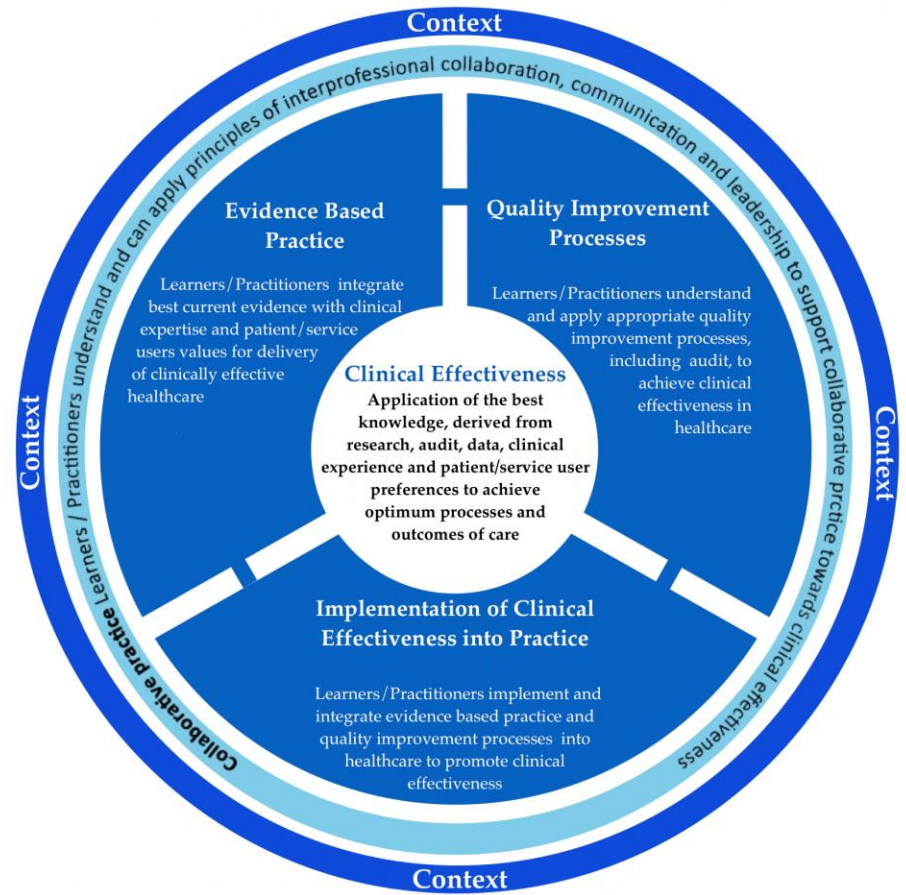 Context
Collaborative practice Learners / Practitioners understand and can apply principles of interprofessional collaboration, communication and leadership to support collaborative prctice towards clinical effectiveness
Evidence Based
Practice
Learners/Practitioners integrate
best current evidence with clinical
expertise and patient/service
users values for delivery
of clinically effective
healthcare
Quality Improvement
Processes
Learners/Practitioners understand
and apply appropriate quality
improvement processes,
including audit, to
achieve clinical
effectiveness in
healthcare
Context
Context
Clinical Effectiveness
Application of the best
knowledge, derived from
research, audit, data, clinical
experience and patient/service user
preferences to achieve
optimum processes and
outcomes of care
Implementation of Clinical
Effectiveness into Practice
Learners/Practitioners implement and
integrate evidence based practice and
quality improvement processes into
healthcare to promote clinical
effectiveness
Context